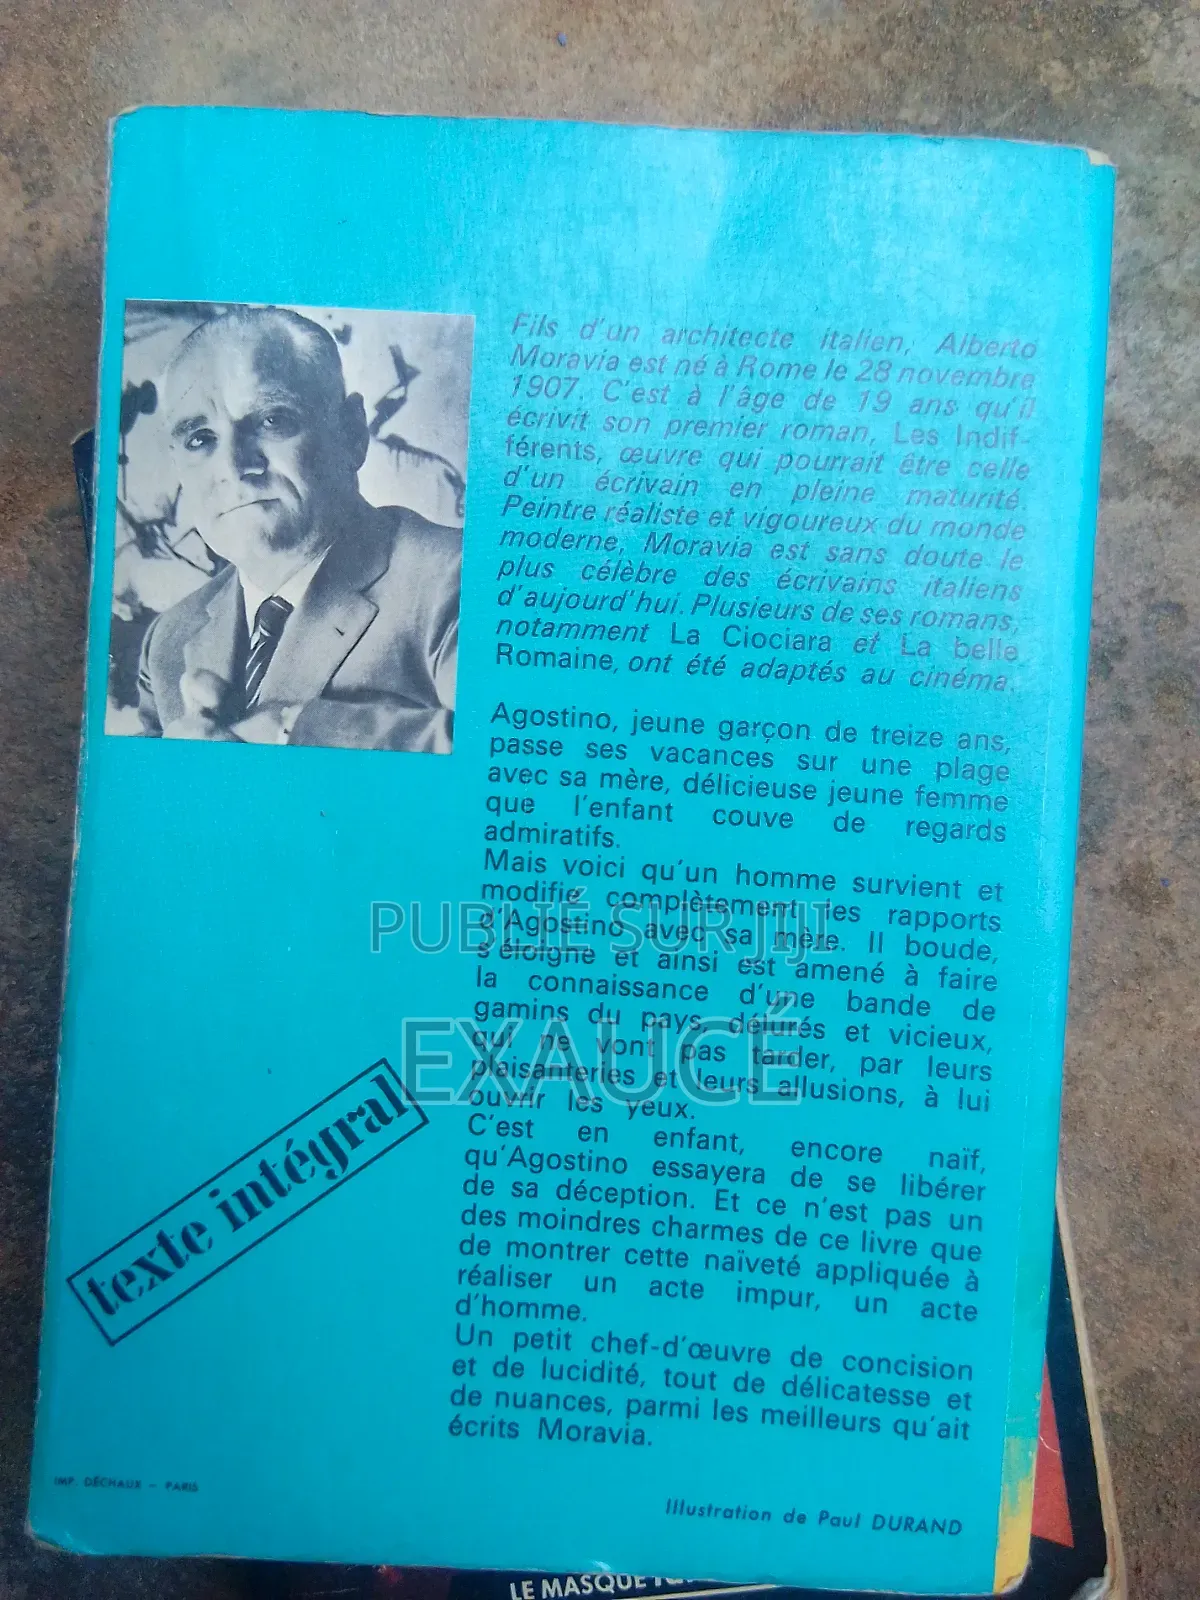 Fils d'un architecte italien, Alberto
Moravia est né à Rome le 28 novembre
1907. C'est à l'âge de 19 ans qu'il
écrivit son premier roman, Les Indif-
férents, œuvre qui pourrait être celle
d'un écrivain en pleine maturité.
Peintre réaliste et vigoureux du monde
moderne, Moravia est sans doute le
plus célèbre des écrivains italiens
d'aujourd'hui. Plusieurs de ses romans,
notamment La Ciociara et La belle
Romaine, ont été adaptés au cinéma.
Agostino, jeune garçon de treize ans,
passe ses vacances sur une plage
avec sa mère, délicieuse jeune femme
que l'enfant couve de regards
admiratifs.
Mais voici qu'un homme survient et
modifie complètement les rapports
d'Agostino avec sa mère. Il boude,
s'éloigne et ainsi est amené à faire
la connaissance d'une bande de
gamins du pays, délurés et vicieux,
qui ne vont pas tarder, par leurs
plaisanteries et leurs allusions, à lui
ouvrir les yeux.
C'est en enfant, encore naïf,
qu'Agostino essayera de se libérer
de sa déception. Et ce n'est pas un
des moindres charmes de ce livre que
de montrer cette naïveté appliquée à
réaliser un acte impur, un acte
d'homme.
Un petit chef-d'œuvre de concision
et de lucidité, tout de délicatesse et
de nuances, parmi les meilleurs qu'ait
écrits Moravia.
PUBLIÉ SUR JIJI
EXAUCÉ
texte intégral
IMP. DÉCHAUX – PARIS
Illustration de Paul DURAND
LE MASQUE